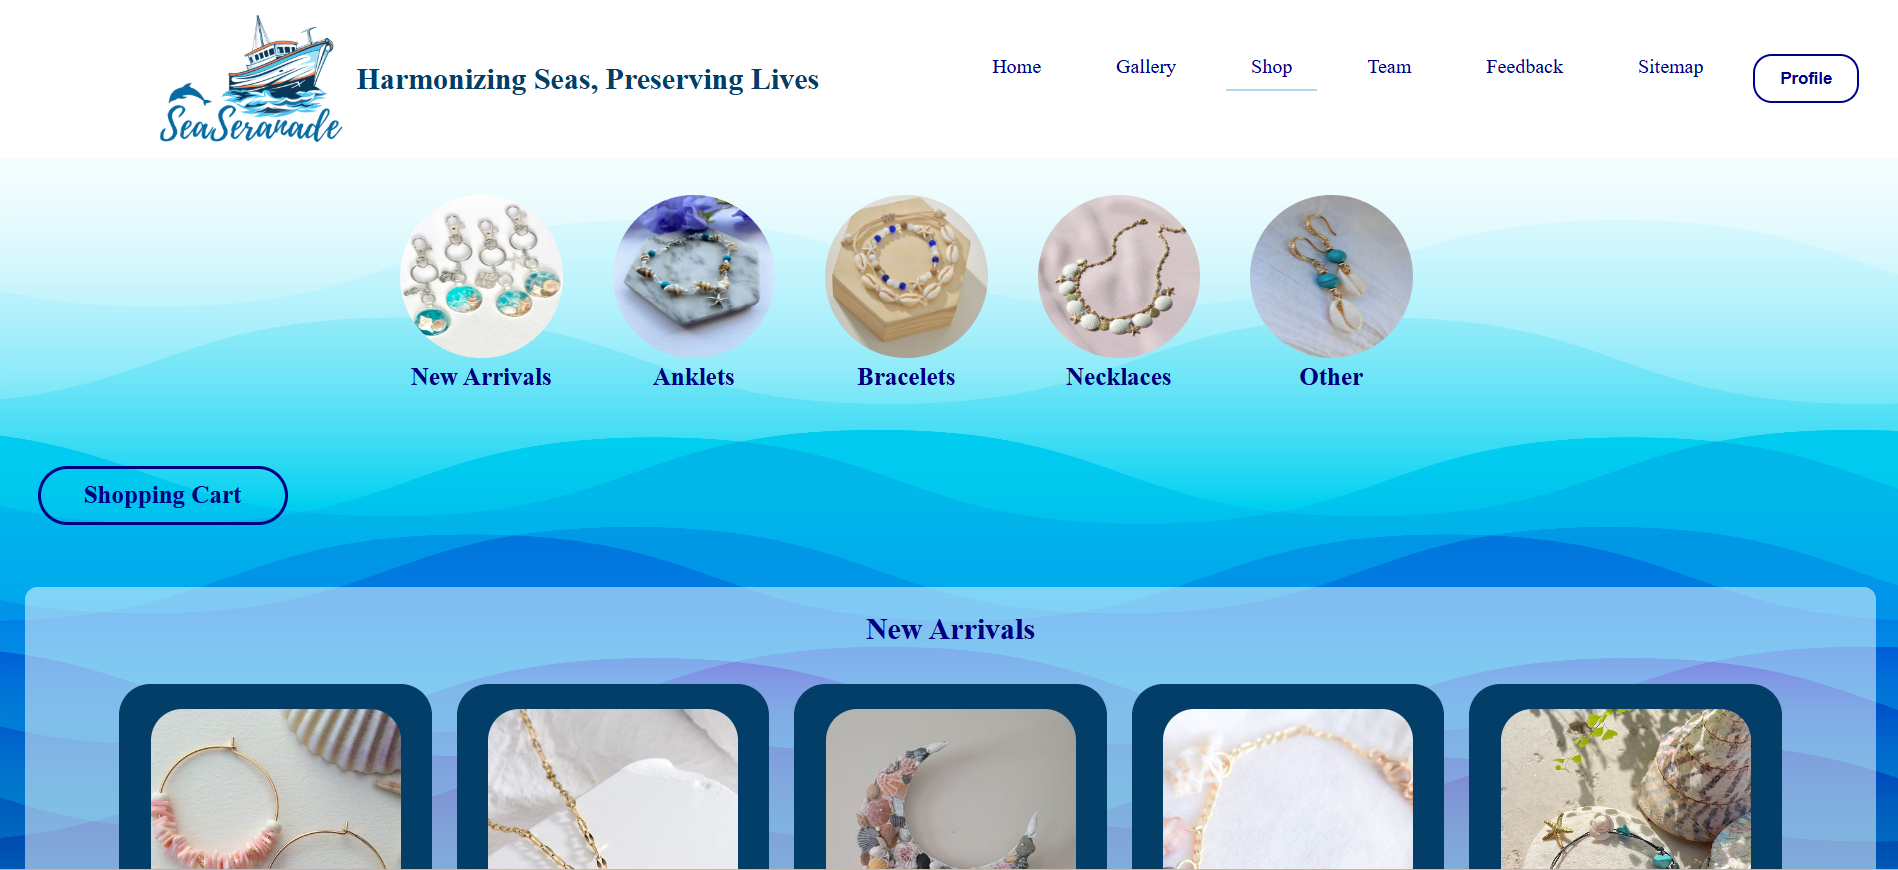 SeaSeranade
Harmonizing Seas, Preserving Lives
Home
Gallery
Shop
Team
Feedback
Sitemap
Profile
New Arrivals
Anklets
Bracelets
Necklaces
Other
Shopping Cart
New Arrivals